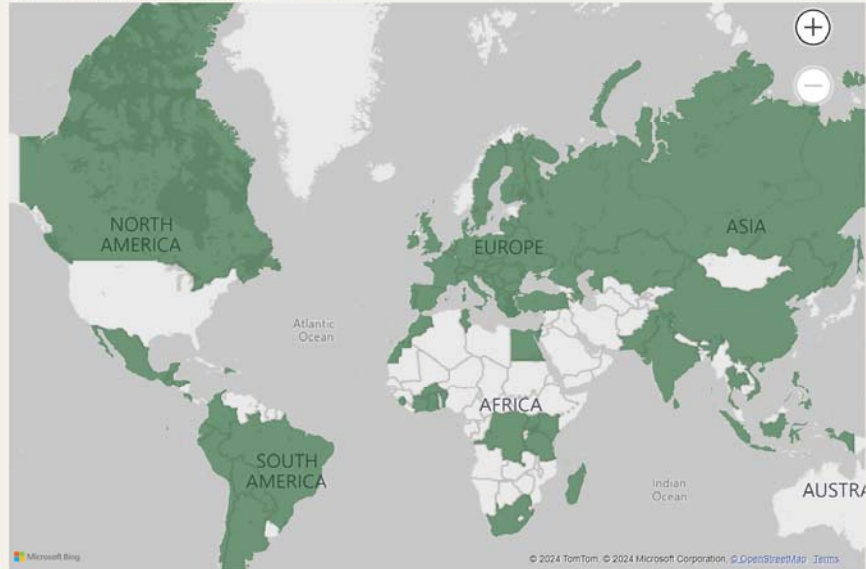 NORTH
AMERICA
EUROPE
ASIA
Atlantic
Ocean
AFRICA
SOUTH
AMERICA
Indian
Ocean
AUSTRA
Microsoft Bing
© 2024 TomTom, © 2024 Microsoft Corporation, © OpenStreetMap Terms